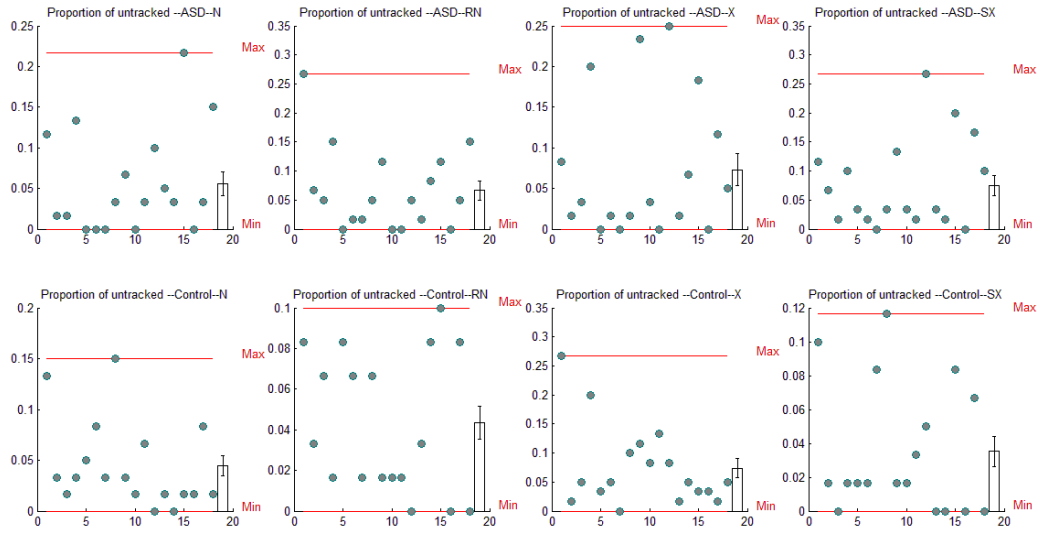 Proportion of untracked --ASD--N
0.25
0.2
0.15
0.1
0.05
0
0 5 10 15 20
Max
Min
Proportion of untracked --ASD--RN
0.35
0.3
0.25
0.2
0.15
0.1
0.05
0
0 5 10 15 20
Max
Min
Proportion of untracked --ASD--X
0.25
0.2
0.15
0.1
0.05
0
0 5 10 15 20
Max
Min
Proportion of untracked --ASD--SX
0.35
0.3
0.25
0.2
0.15
0.1
0.05
0
0 5 10 15 20
Max
Min
Proportion of untracked --Control--N
0.2
0.15
0.1
0.05
0
0 5 10 15 20
Max
Min
Proportion of untracked --Control--RN
0.1
0.08
0.06
0.04
0.02
0
0 5 10 15 20
Max
Min
Proportion of untracked --Control--X
0.35
0.3
0.25
0.2
0.15
0.1
0.05
0
0 5 10 15 20
Max
Min
Proportion of untracked --Control--SX
0.12
0.1
0.08
0.06
0.04
0.02
0
0 5 10 15 20
Max
Min